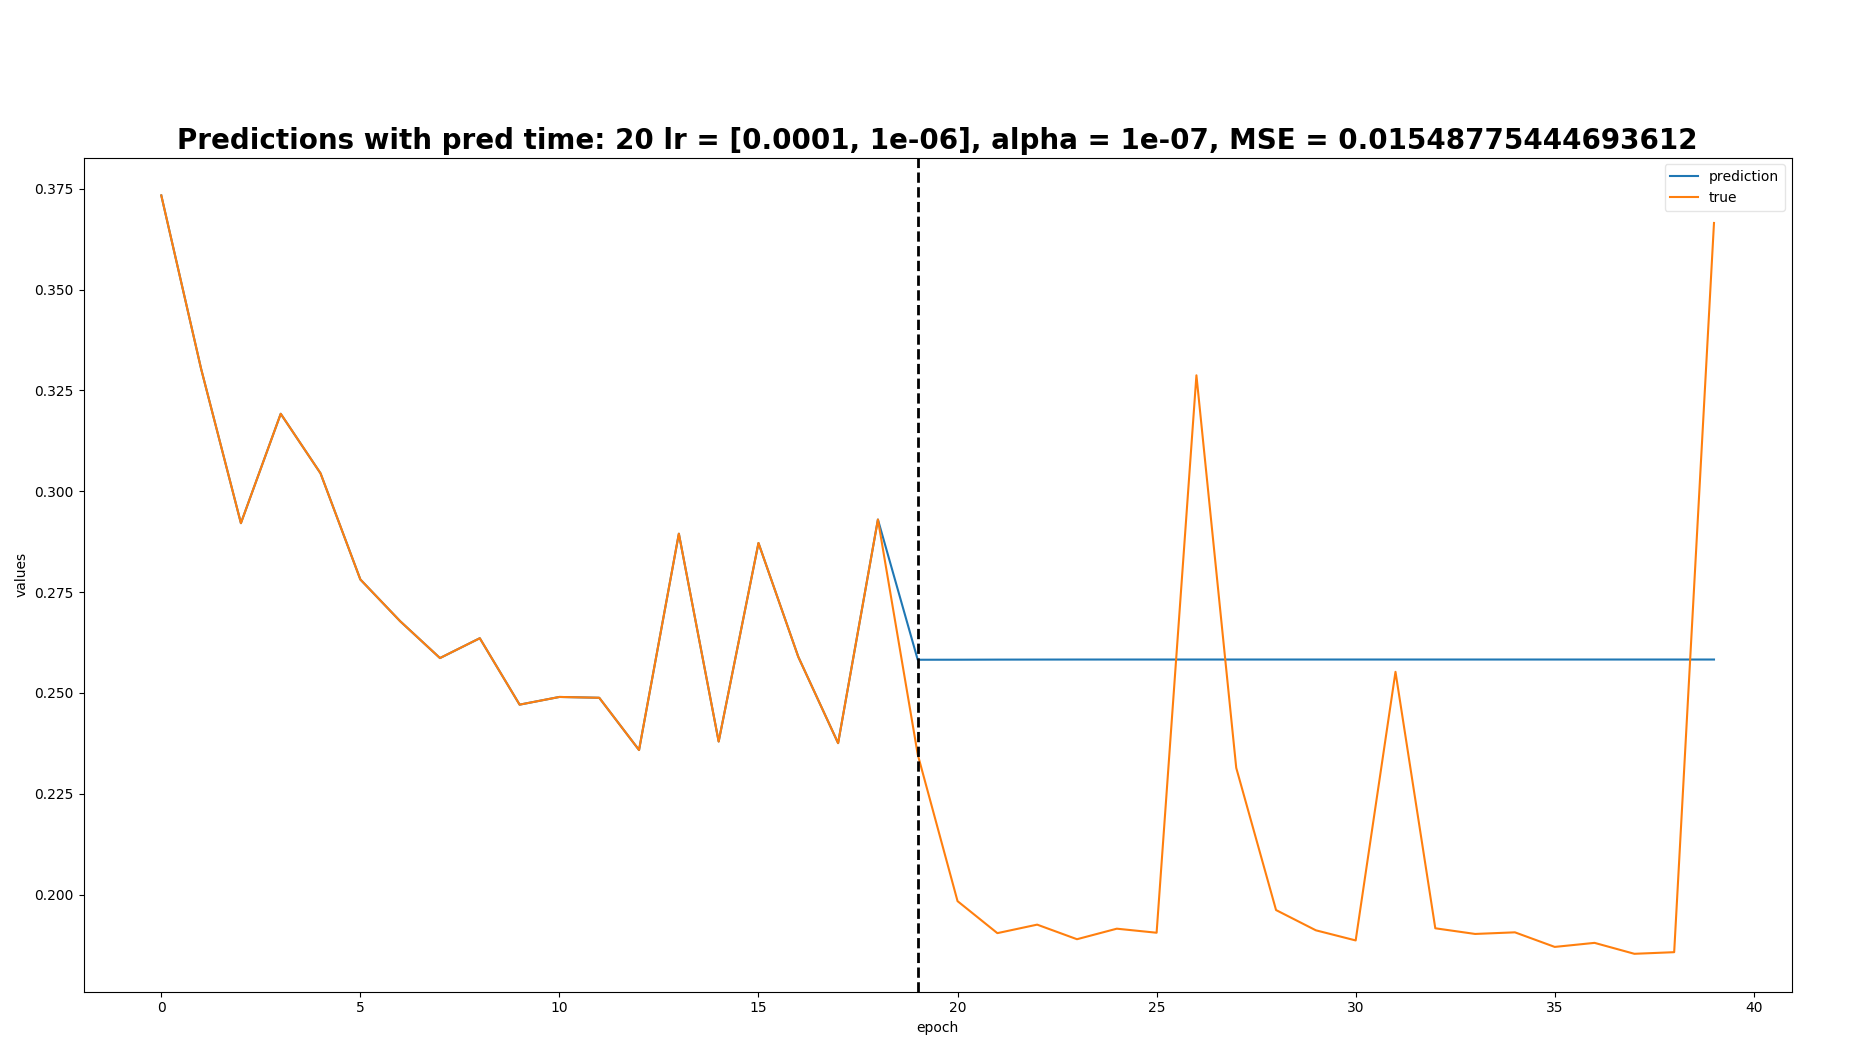 Predictions with pred time: 20 lr = [0.0001, 1e-06], alpha = 1e-07, MSE = 0.01548775444693612
prediction
true
0.375
0.350
0.325
0.300
0.275
0.250
0.225
0.200
values
0 5 10 15 20 25 30 35 40
epoch